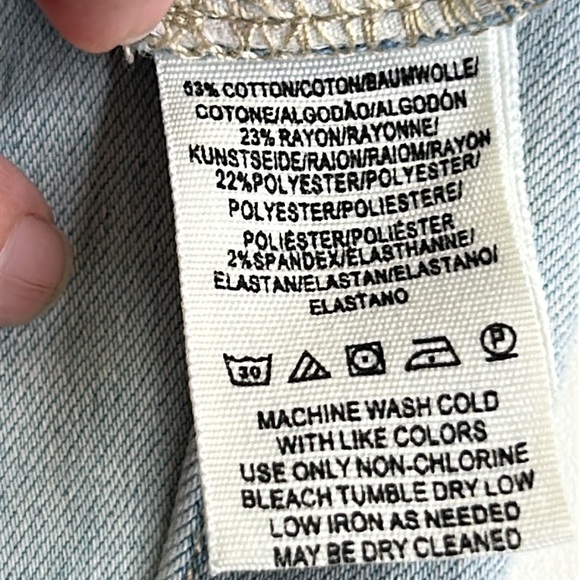 53% COTTON/COTON/BAUMWOLLE/
COTONE/ALGODÃO/ALGODÓN
23% RAYON/RAYONNE/
KUNSTSEIDE/RAION/RAIOM/RAYON
22%POLYESTER/POLYESTER/
POLYESTER/POLIESTERE/
POLIÉSTER/POLIÉSTER
2%SPANDEX/ELASTHANNE/
ELASTAN/ELASTAN/ELASTANO/
ELASTANO
30 P
MACHINE WASH COLD
WITH LIKE COLORS
USE ONLY NON-CHLORINE
BLEACH TUMBLE DRY LOW
LOW IRON AS NEEDED
MAY BE DRY CLEANED